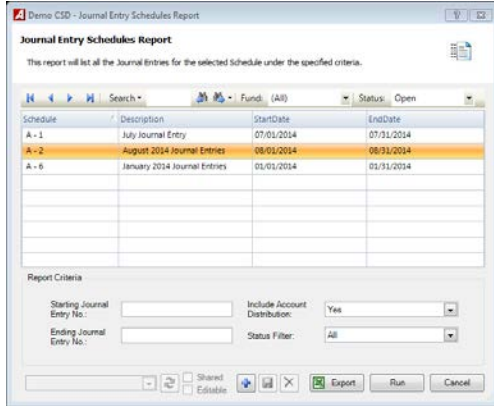 Demo CSD - Journal Entry Schedules Report
Journal Entry Schedules Report
This report will list all the Journal Entries for the selected Schedule under the specified criteria.
Search Fund: (All) Status: Open
Schedule Description StartDate EndDate
A - 1 July Journal Entry 07/01/2014 07/31/2014
A - 2 August 2014 Journal Entries 08/01/2014 08/31/2014
A - 6 January 2014 Journal Entries 01/01/2014 01/31/2014
Report Criteria
Starting Journal Entry No.: Include Account Distribution: Yes
Ending Journal Entry No.: Status Filter: All
Shared
Editable
Export Run Cancel